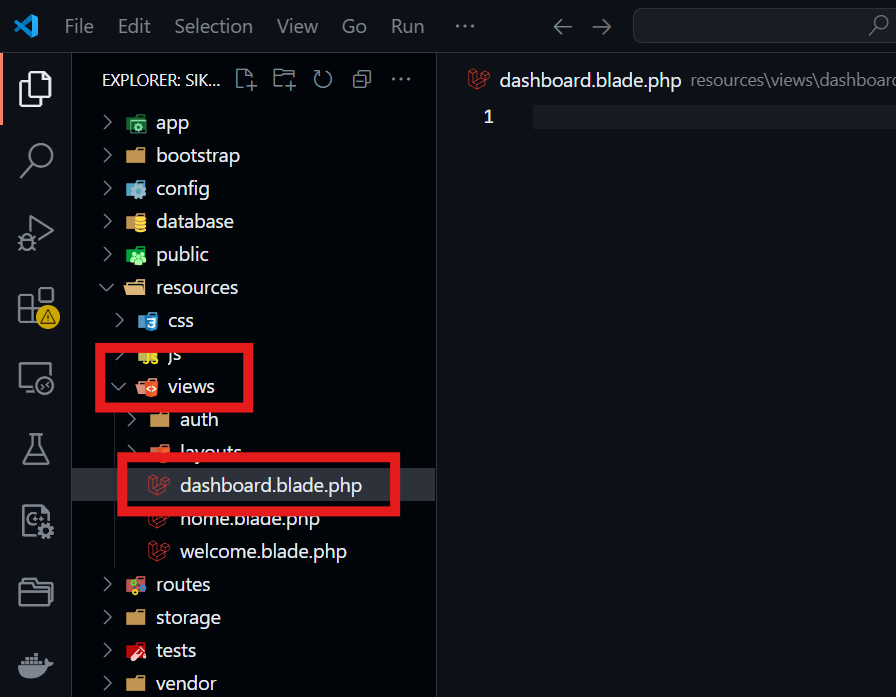 File Edit Selection View Go Run ···
EXPLORER: SIK... ···
dashboard.blade.php resources\views\dashboard
1
app
bootstrap
config
database
public
resources
css
js
views
auth
layouts
dashboard.blade.php
home.blade.php
welcome.blade.php
routes
storage
tests
vendor